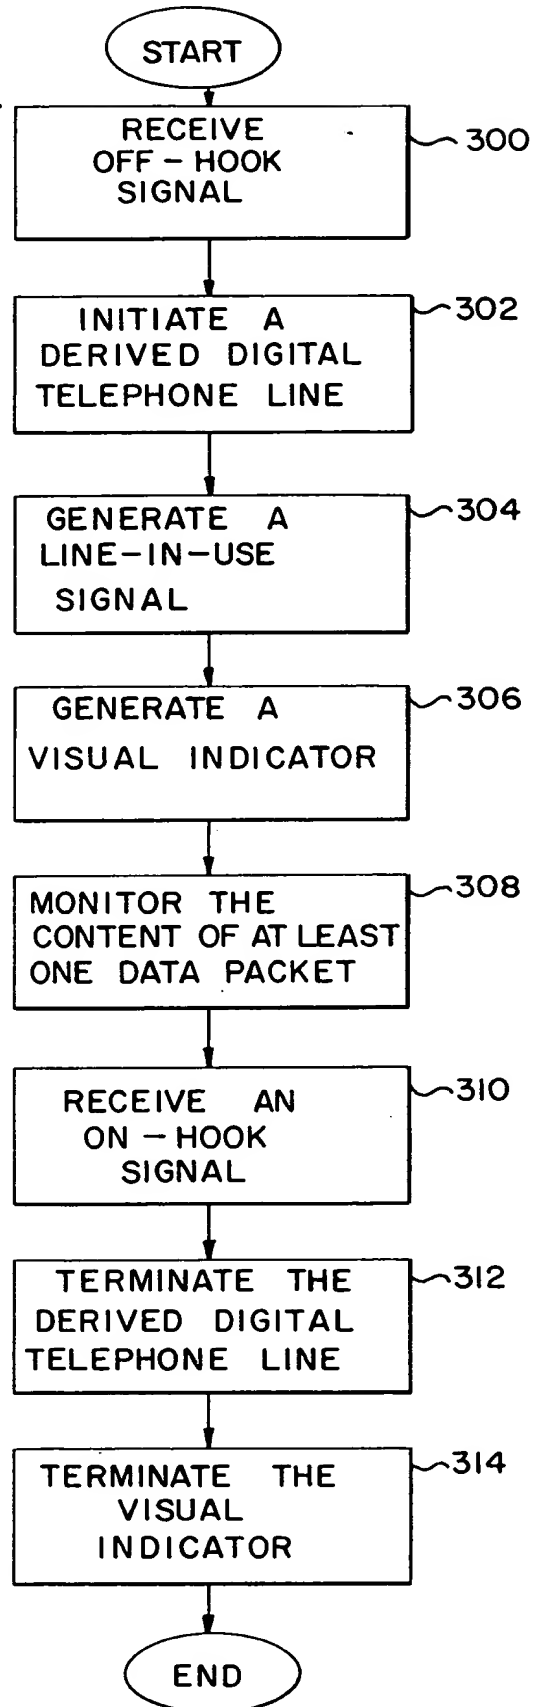 START
RECEIVE
OFF-HOOK
SIGNAL
300
INITIATE A
DERIVED DIGITAL
TELEPHONE LINE
302
GENERATE A
LINE-IN-USE
SIGNAL
304
GENERATE A
VISUAL INDICATOR
306
MONITOR THE
CONTENT OF AT LEAST
ONE DATA PACKET
308
RECEIVE AN
ON-HOOK
SIGNAL
310
TERMINATE THE
DERIVED DIGITAL
TELEPHONE LINE
312
TERMINATE THE
VISUAL
INDICATOR
314
END